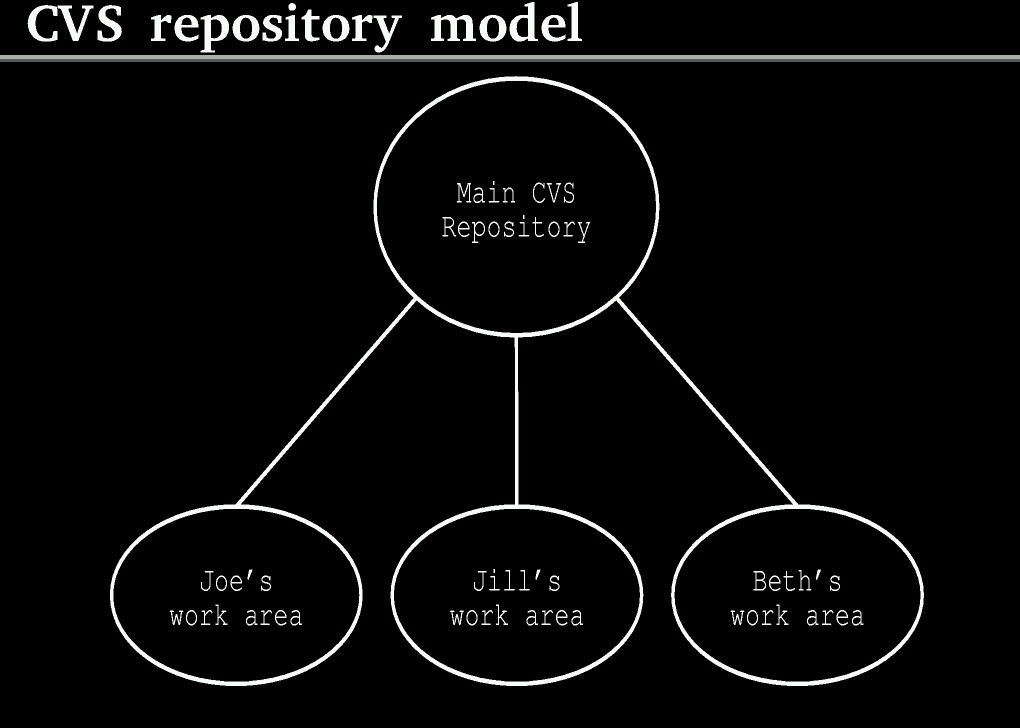 CVS repository model
Main CVS
Repository
Joe's
work area
Jill's
work area
Beth's
work area